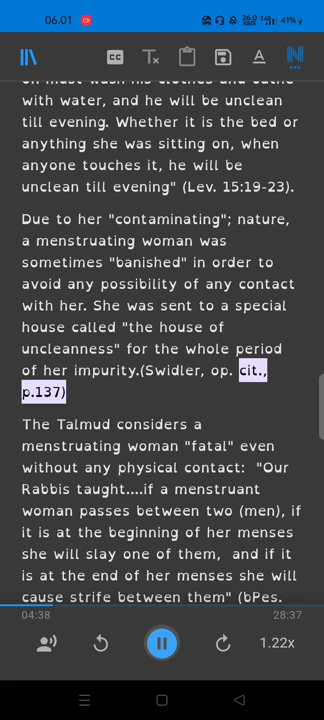 06.01
26.0
KB/S
41%
CC
A
N
with water, and he will be unclean
till evening. Whether it is the bed or
anything she was sitting on, when
anyone touches it, he will be
unclean till evening" (Lev. 15:19-23).
Due to her "contaminating"; nature,
a menstruating woman was
sometimes "banished" in order to
avoid any possibility of any contact
with her. She was sent to a special
house called "the house of
uncleanness" for the whole period
of her impurity.(Swidler, op. cit.,
p.137)
The Talmud considers a
menstruating woman "fatal" even
without any physical contact:  "Our
Rabbis taught....if a menstruant
woman passes between two (men), if
it is at the beginning of her menses
she will slay one of them,  and if it
is at the end of her menses she will
cause strife between them" (bPes.
04:38
28:37
1.22x